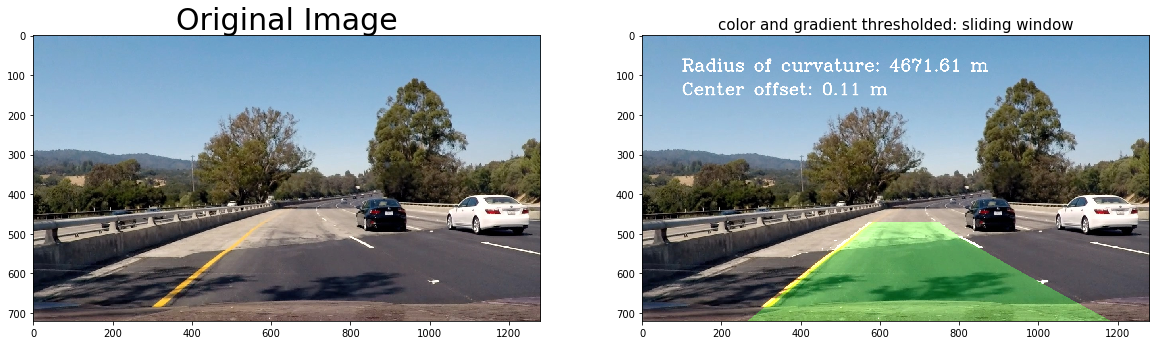 Original Image
color and gradient thresholded: sliding window
0
100
200
300
400
500
600
700
0 200 400 600 800 1000 1200
0
100
200
300
400
500
600
700
0 200 400 600 800 1000 1200
Radius of curvature: 4671.61 m
Center offset: 0.11 m